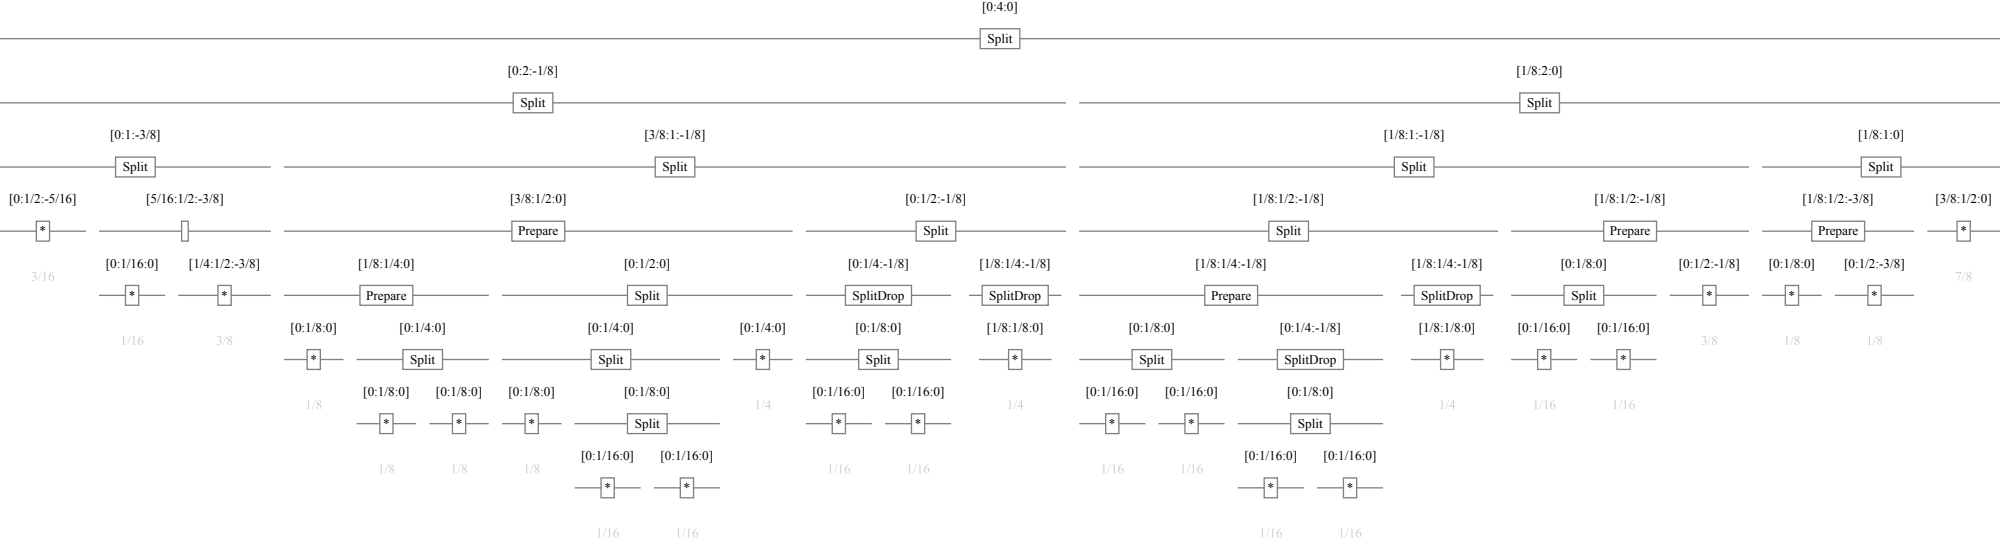 [0:4:0]
Split
[0:2:-1/8] [1/8:2:0]
Split Split
[0:1:-3/8] [3/8:1:-1/8] [1/8:1:-1/8] [1/8:1:0]
Split Split Split Split
[0:1/2:-5/16] [5/16:1/2:-3/8] [3/8:1/2:0] [0:1/2:-1/8] [1/8:1/2:-1/8] [1/8:1/2:-1/8] [1/8:1/2:-3/8] [3/8:1/2:0]
* Prepare Split Split Prepare Prepare *
3/16 [0:1/16:0] [1/4:1/2:-3/8] [1/8:1/4:0] [0:1/2:0] [0:1/4:-1/8] [1/8:1/4:-1/8] [1/8:1/4:-1/8] [1/8:1/4:-1/8] [0:1/8:0] [0:1/2:-1/8] [0:1/8:0] [0:1/2:-3/8] 7/8
* * Prepare Split SplitDrop SplitDrop Prepare SplitDrop Split * * *
1/16 3/8 [0:1/8:0] [0:1/4:0] [0:1/4:0] [0:1/4:0] [0:1/8:0] [1/8:1/8:0] [0:1/8:0] [0:1/4:-1/8] [1/8:1/8:0] [0:1/16:0] [0:1/16:0] 3/8 1/8 1/8
* Split Split * Split * Split SplitDrop * * *
1/8 [0:1/8:0] [0:1/8:0] [0:1/8:0] [0:1/8:0] 1/4 [0:1/16:0] [0:1/16:0] 1/4 [0:1/16:0] [0:1/16:0] [0:1/8:0] 1/4 1/16 1/16
* * * Split * * * * Split
1/8 1/8 1/8 [0:1/16:0] [0:1/16:0] 1/16 1/16 1/16 1/16 [0:1/16:0] [0:1/16:0]
* * * *
1/16 1/16 1/16 1/16